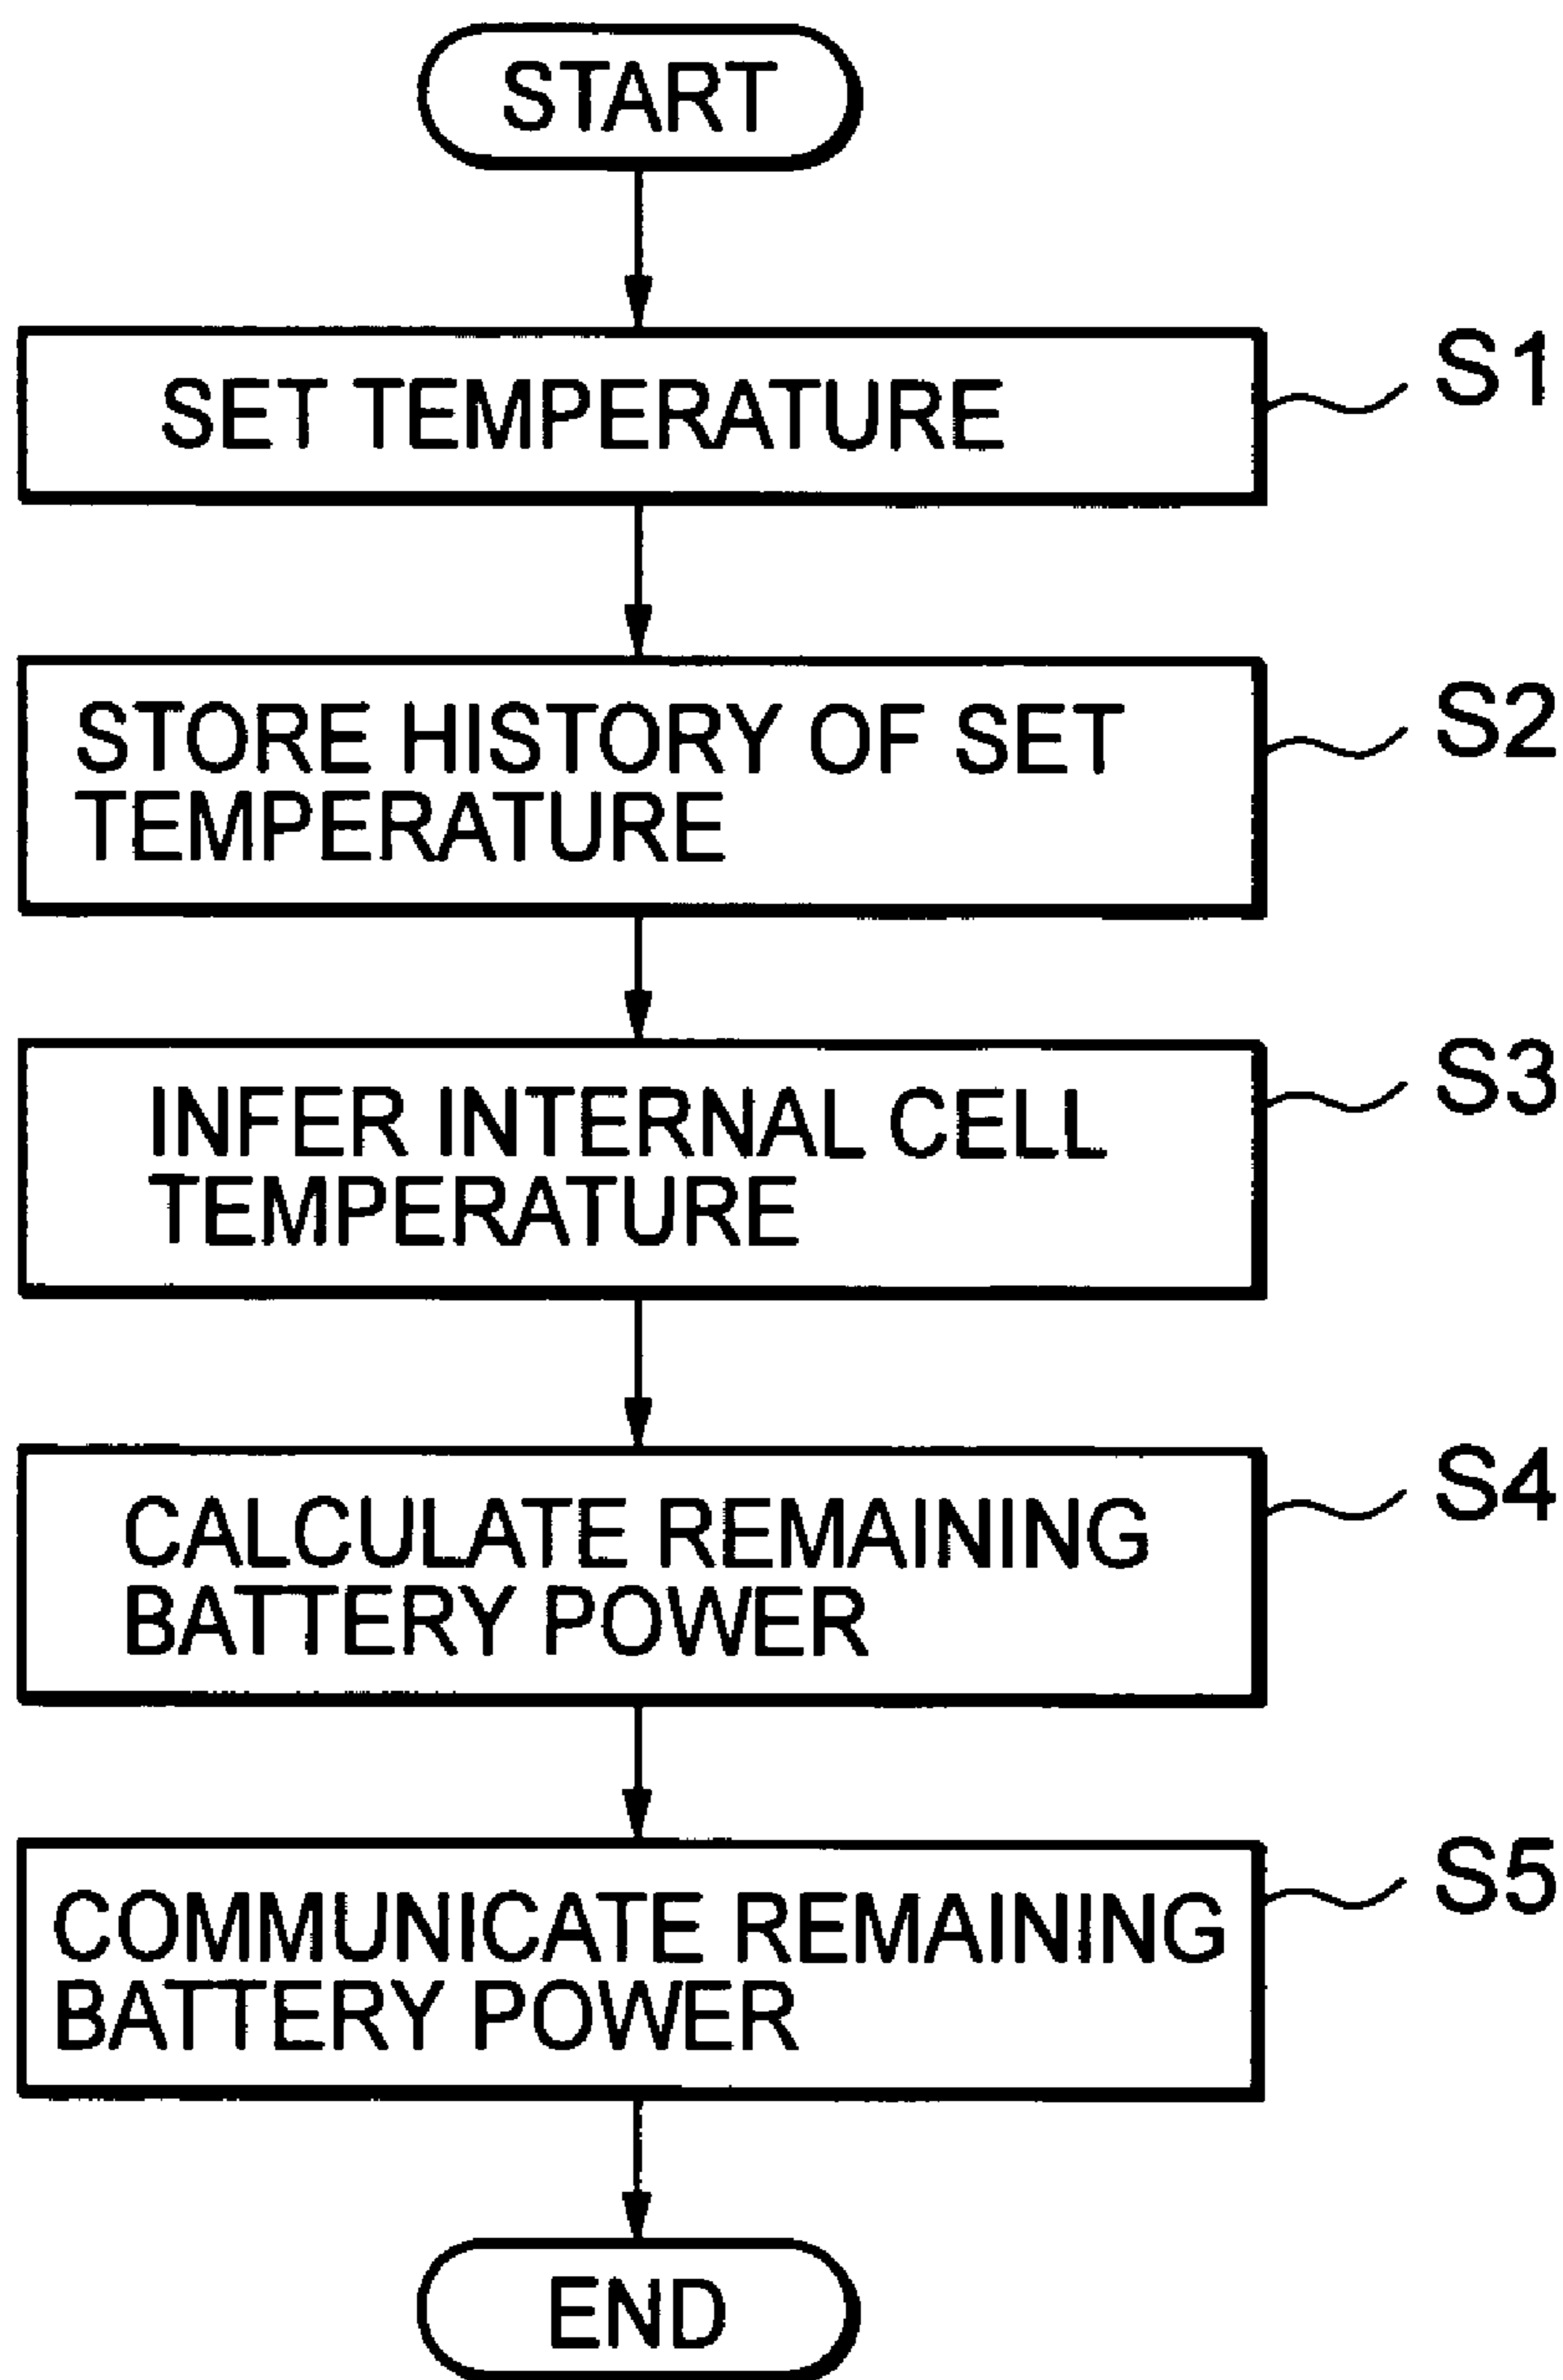 START
SET TEMPERATURE
S1
STORE HISTORY OF SET
TEMPERATURE
S2
INFER INTERNAL CELL
TEMPERATURE
S3
CALCULATE REMAINING
BATTERY POWER
S4
COMMUNICATE REMAINING
BATTERY POWER
S5
END